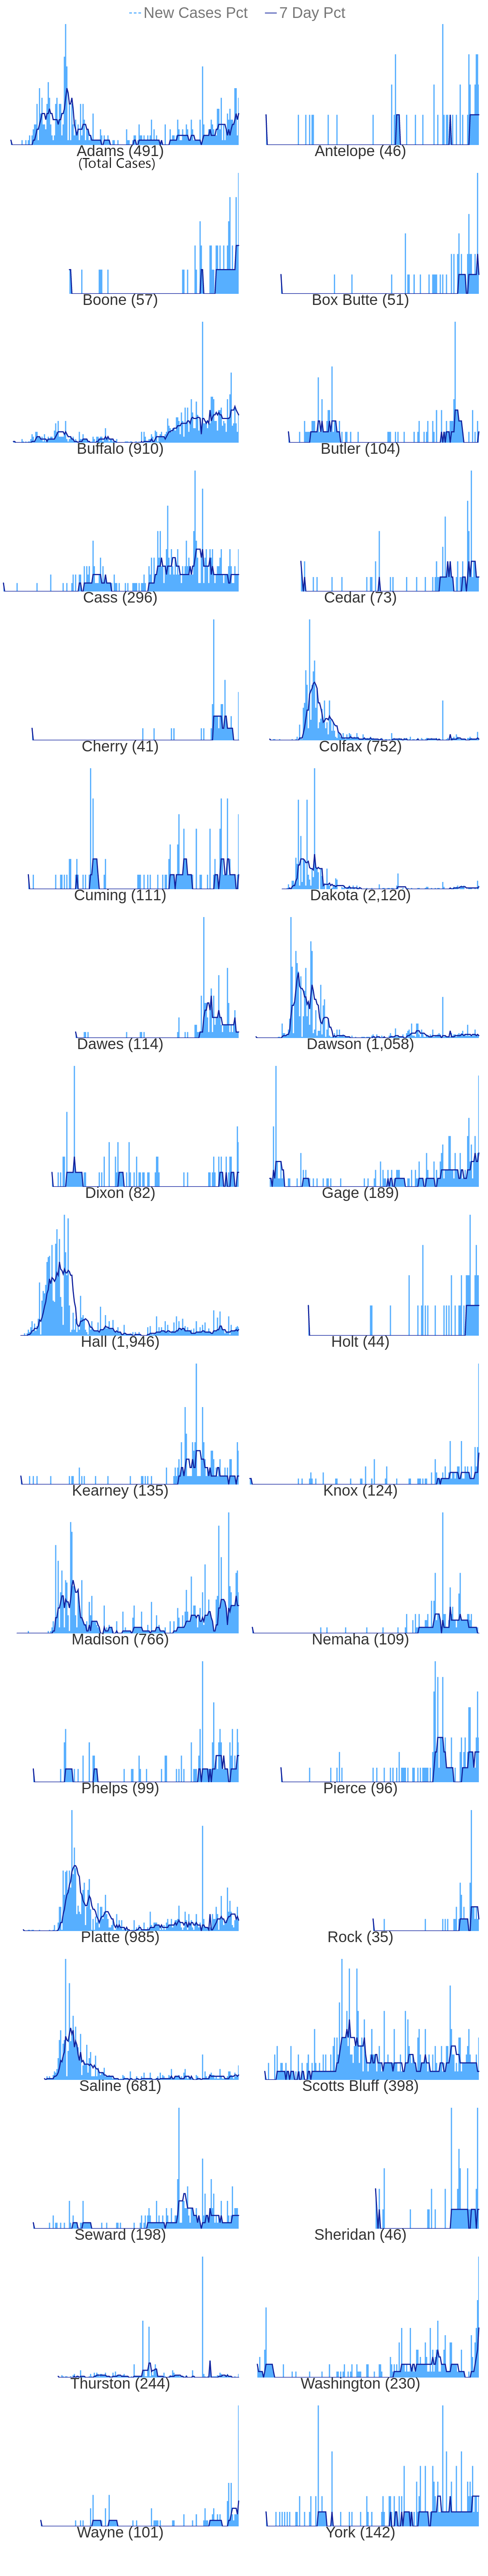 New Cases Pct 7 Day Pct
Adams (491) Antelope (46)
(Total Cases)
Boone (57) Box Butte (51)
Buffalo (910) Butler (104)
Cass (296) Cedar (73)
Cherry (41) Colfax (752)
Cuming (111) Dakota (2,120)
Dawes (114) Dawson (1,058)
Dixon (82) Gage (189)
Hall (1,946) Holt (44)
Kearney (135) Knox (124)
Madison (766) Nemaha (109)
Phelps (99) Pierce (96)
Platte (985) Rock (35)
Saline (681) Scotts Bluff (398)
Seward (198) Sheridan (46)
Thurston (244) Washington (230)
Wayne (101) York (142)